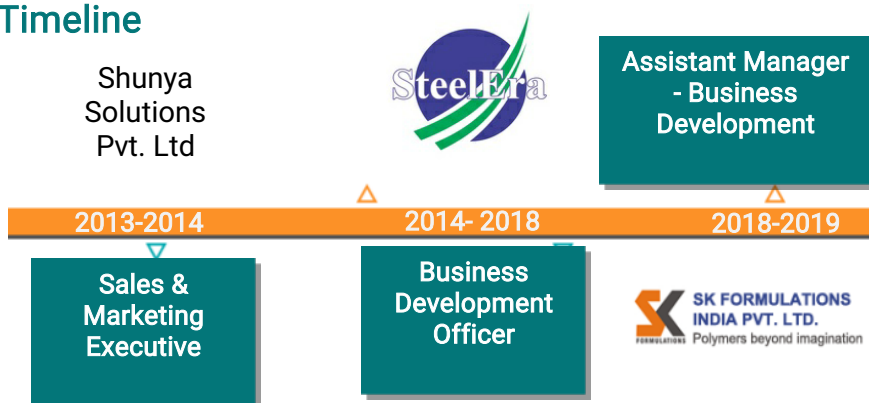 Timeline
Shunya
Solutions
Pvt. Ltd
SteelEra
Assistant Manager
- Business
Development
2013-2014
2014- 2018
2018-2019
Sales &
Marketing
Executive
Business
Development
Officer
SK FORMULATIONS
INDIA PVT. LTD.
FORMULATIONS
Polymers beyond imagination